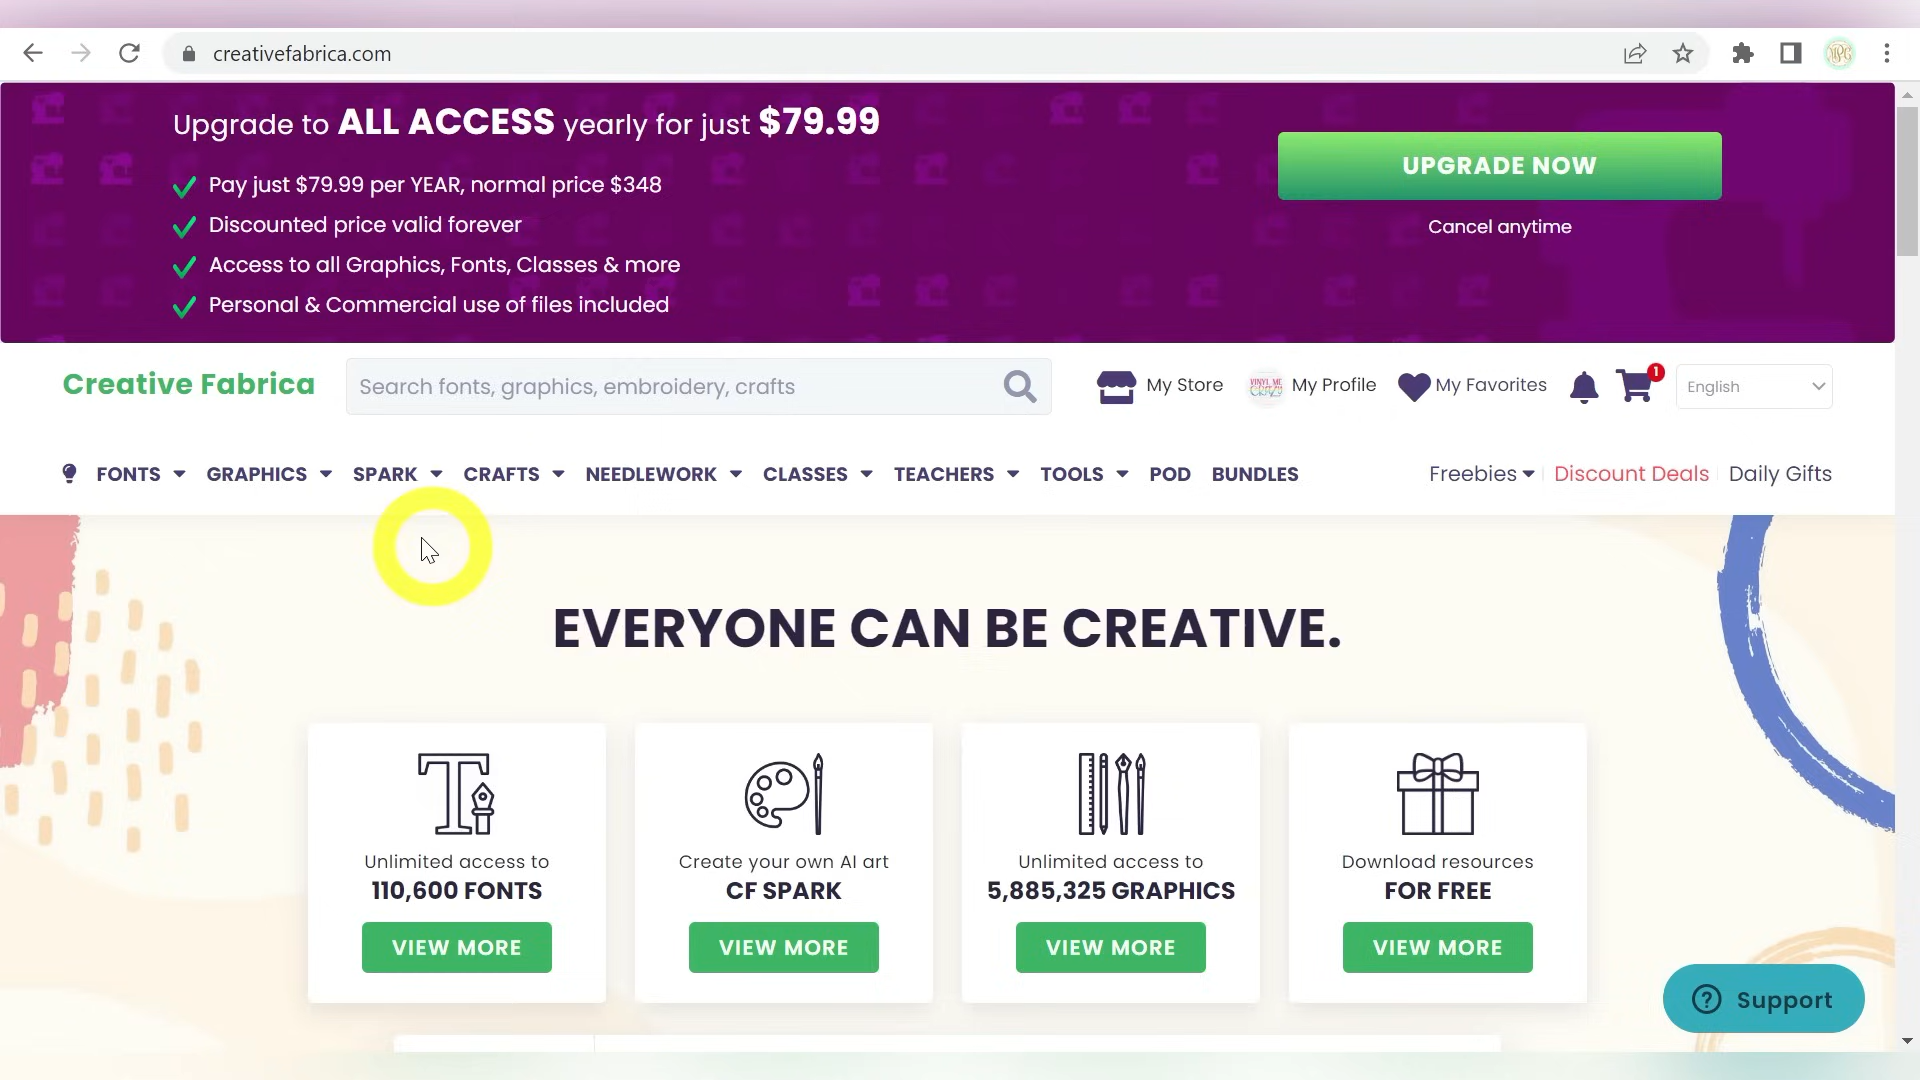 creativefabrica.com
Upgrade to ALL ACCESS yearly for just $79.99
Pay just $79.99 per YEAR, normal price $348
Discounted price valid forever
Access to all Graphics, Fonts, Classes & more
Personal & Commercial use of files included
UPGRADE NOW
Cancel anytime
Creative Fabrica
Search fonts, graphics, embroidery, crafts
My Store
VINYL ME CRAZY
My Profile
My Favorites
1
English
FONTS GRAPHICS SPARK CRAFTS NEEDLEWORK CLASSES TEACHERS TOOLS POD BUNDLES Freebies Discount Deals Daily Gifts
EVERYONE CAN BE CREATIVE.
Unlimited access to
110,600 FONTS
VIEW MORE
Create your own AI art
CF SPARK
VIEW MORE
Unlimited access to
5,885,325 GRAPHICS
VIEW MORE
Download resources
FOR FREE
VIEW MORE
? Support